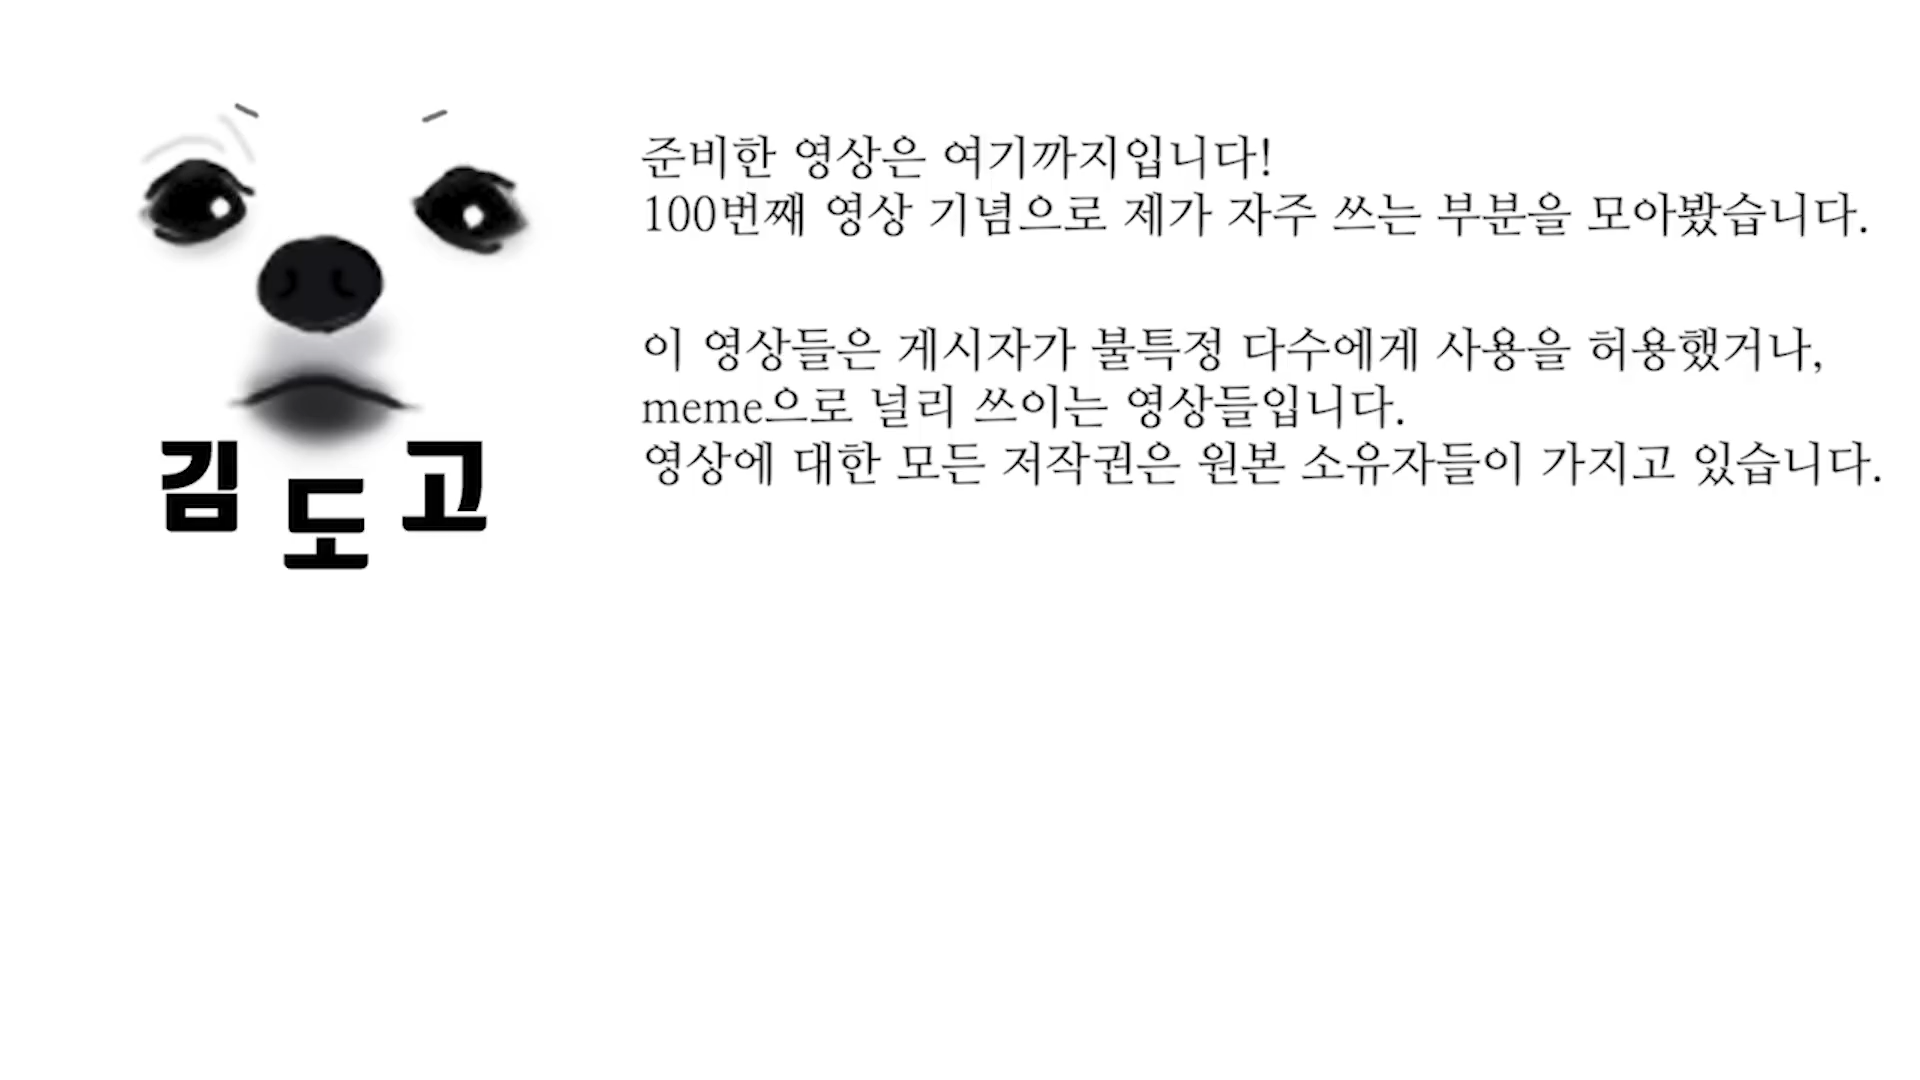 준비한 영상은 여기까지입니다!
100번째 영상 기념으로 제가 자주 쓰는 부분을 모아봤습니다.
이 영상들은 게시자가 불특정 다수에게 사용을 허용했거나,
meme으로 널리 쓰이는 영상들입니다.
영상에 대한 모든 저작권은 원본 소유자들이 가지고 있습니다.
김도고